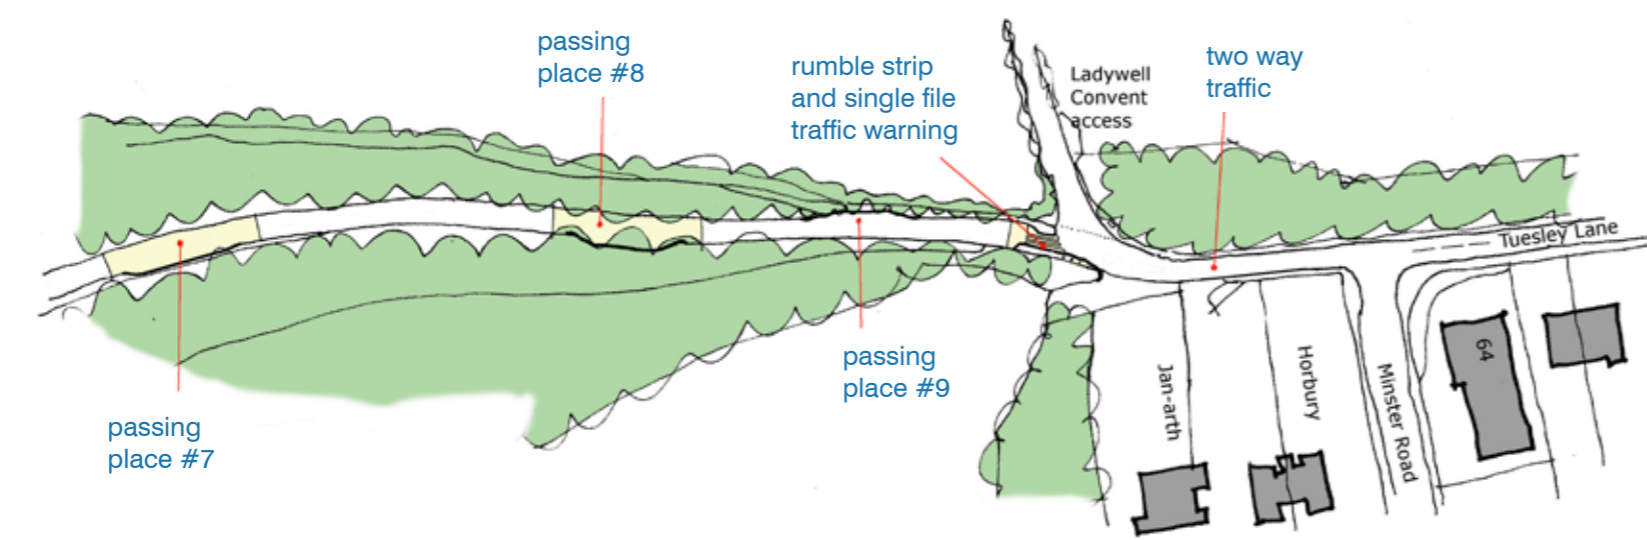 passing
place #8
rumble strip
and single file
traffic warning
Ladywell
Convent
access
two way
traffic
Tuesley Lane
passing
place #7
passing
place #9
Jan-arth
Horbury
Minster Road
64